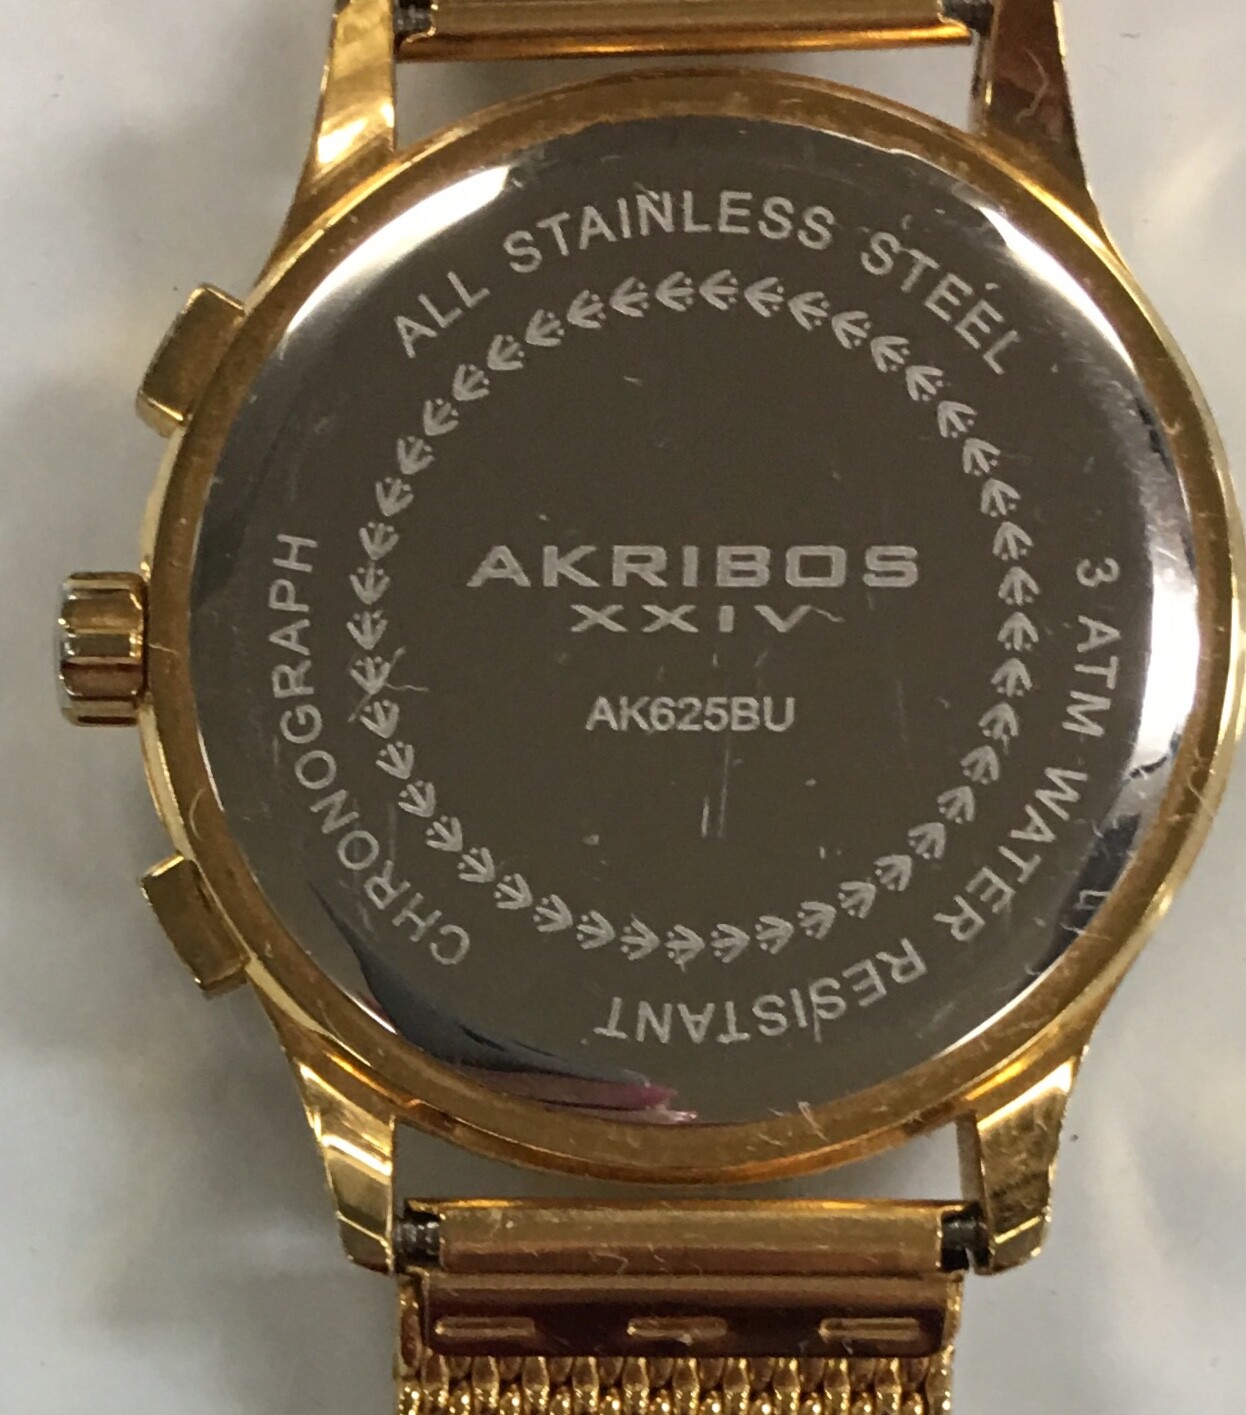 ALL STAINLESS STEEL
3 ATM WATER RESISTANT
CHRONOGRAPH
AKRIBOS
XXIV
AK625BU